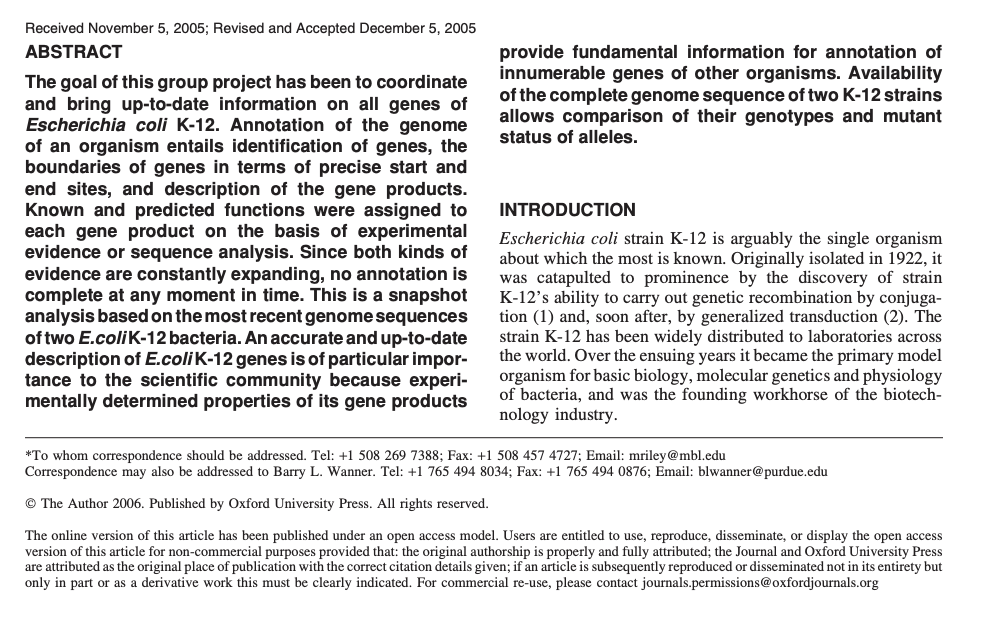 Received November 5, 2005; Revised and Accepted December 5, 2005
ABSTRACT
The goal of this group project has been to coordinate
and bring up-to-date information on all genes of
Escherichia coli K-12. Annotation of the genome
of an organism entails identification of genes, the
boundaries of genes in terms of precise start and
end sites, and description of the gene products.
Known and predicted functions were assigned to
each gene product on the basis of experimental
evidence or sequence analysis. Since both kinds of
evidence are constantly expanding, no annotation is
complete at any moment in time. This is a snapshot
analysis based on the most recent genome sequences
of two E.coli K-12 bacteria. An accurate and up-to-date
description of E.coli K-12 genes is of particular impor-
tance to the scientific community because experi-
mentally determined properties of its gene products
provide fundamental information for annotation of
innumerable genes of other organisms. Availability
of the complete genome sequence of two K-12 strains
allows comparison of their genotypes and mutant
status of alleles.
INTRODUCTION
Escherichia coli strain K-12 is arguably the single organism
about which the most is known. Originally isolated in 1922, it
was catapulted to prominence by the discovery of strain
K-12's ability to carry out genetic recombination by conjuga-
tion (1) and, soon after, by generalized transduction (2). The
strain K-12 has been widely distributed to laboratories across
the world. Over the ensuing years it became the primary model
organism for basic biology, molecular genetics and physiology
of bacteria, and was the founding workhorse of the biotech-
nology industry.
*To whom correspondence should be addressed. Tel: +1 508 269 7388; Fax: +1 508 457 4727; Email: mriley@mbl.edu
Correspondence may also be addressed to Barry L. Wanner. Tel: +1 765 494 8034; Fax: +1 765 494 0876; Email: blwanner@purdue.edu
© The Author 2006. Published by Oxford University Press. All rights reserved.
The online version of this article has been published under an open access model. Users are entitled to use, reproduce, disseminate, or display the open access
version of this article for non-commercial purposes provided that: the original authorship is properly and fully attributed; the Journal and Oxford University Press
are attributed as the original place of publication with the correct citation details given; if an article is subsequently reproduced or disseminated not in its entirety but
only in part or as a derivative work this must be clearly indicated. For commercial re-use, please contact journals.permissions@oxfordjournals.org